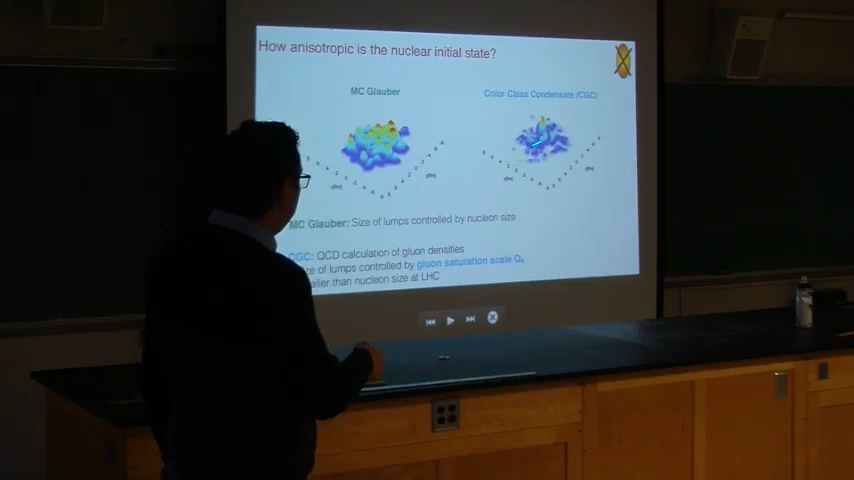 How anisotropic is the nuclear initial state?
MC Glauber
Color Class Condensate (CGC)
MC Glauber: Size of lumps controlled by nucleon size
CGC: QCD calculation of gluon densities
ze of lumps controlled by gluon saturation scale Qs
aller than nucleon size at LHC